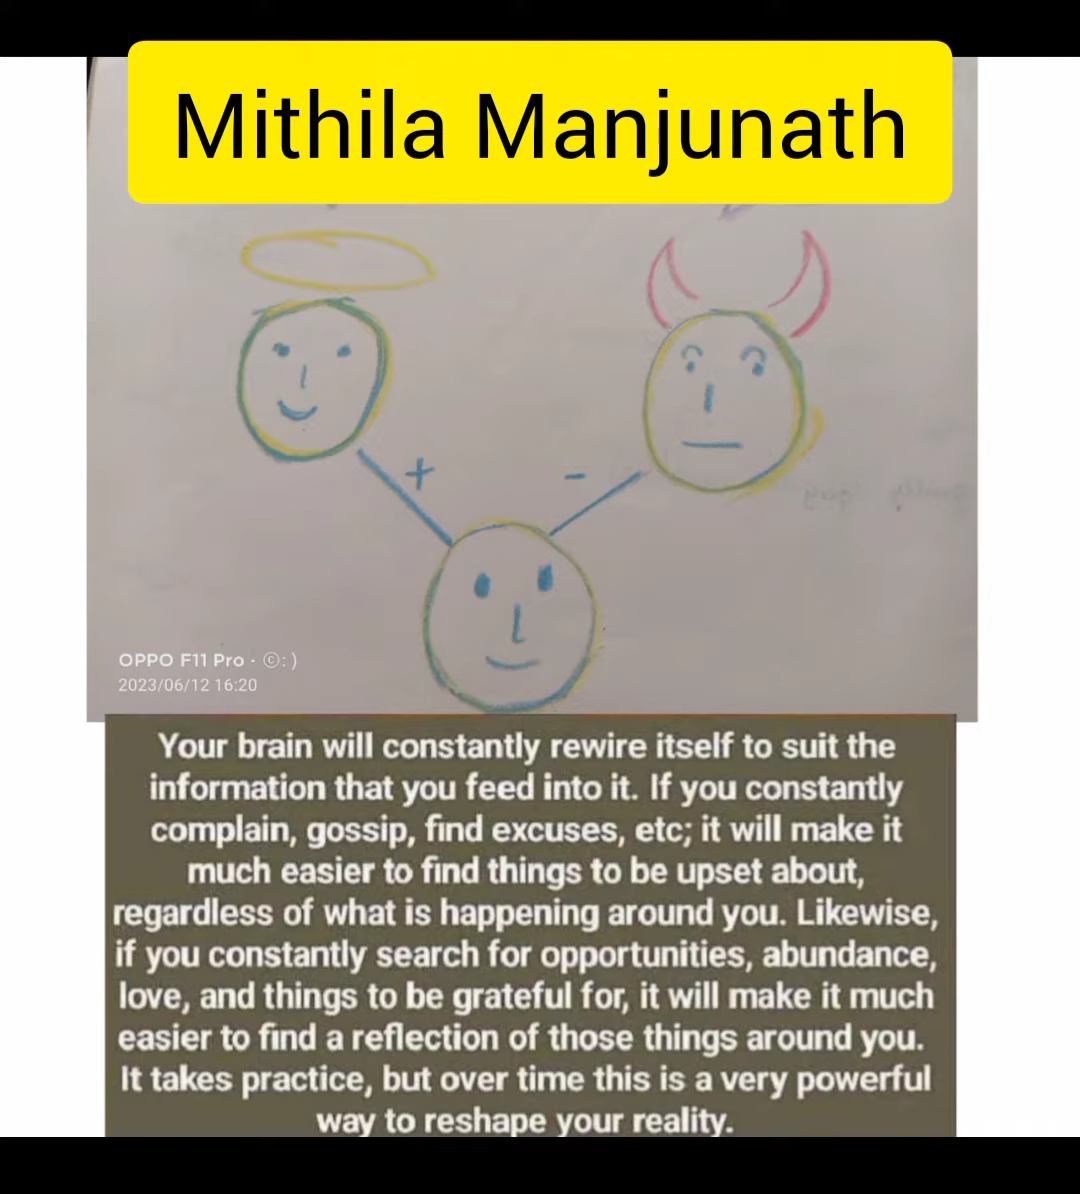 Mithila Manjunath
+
-
OPPO F11 Pro · ©:)
2023/06/12 16:20
Your brain will constantly rewire itself to suit the
information that you feed into it. If you constantly
complain, gossip, find excuses, etc; it will make it
much easier to find things to be upset about,
regardless of what is happening around you. Likewise,
if you constantly search for opportunities, abundance,
love, and things to be grateful for, it will make it much
easier to find a reflection of those things around you.
It takes practice, but over time this is a very powerful
way to reshape your reality.